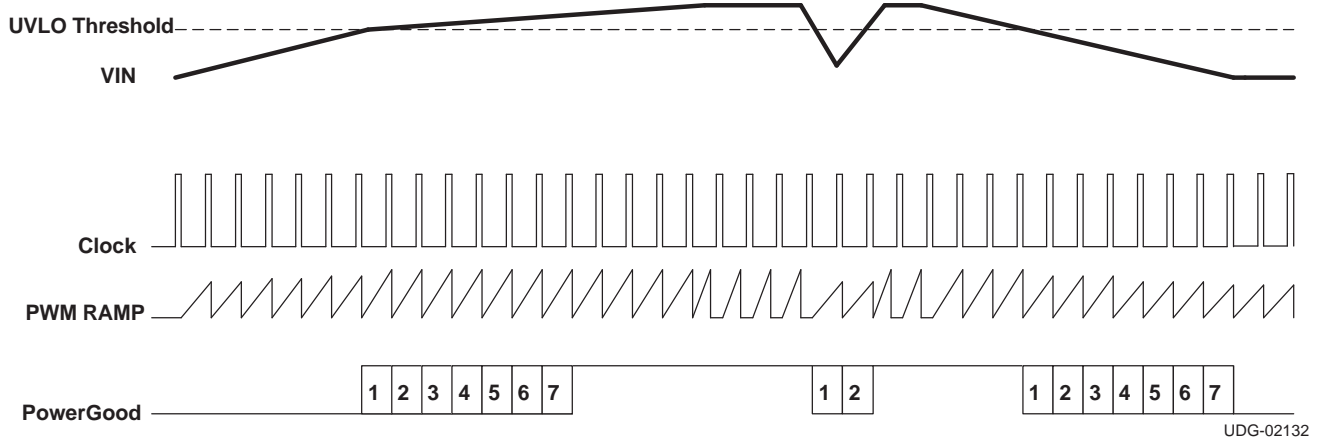 UVLO Threshold
VIN
Clock
PWM RAMP
PowerGood
1 2 3 4 5 6 7
1 2
1 2 3 4 5 6 7
UDG-02132